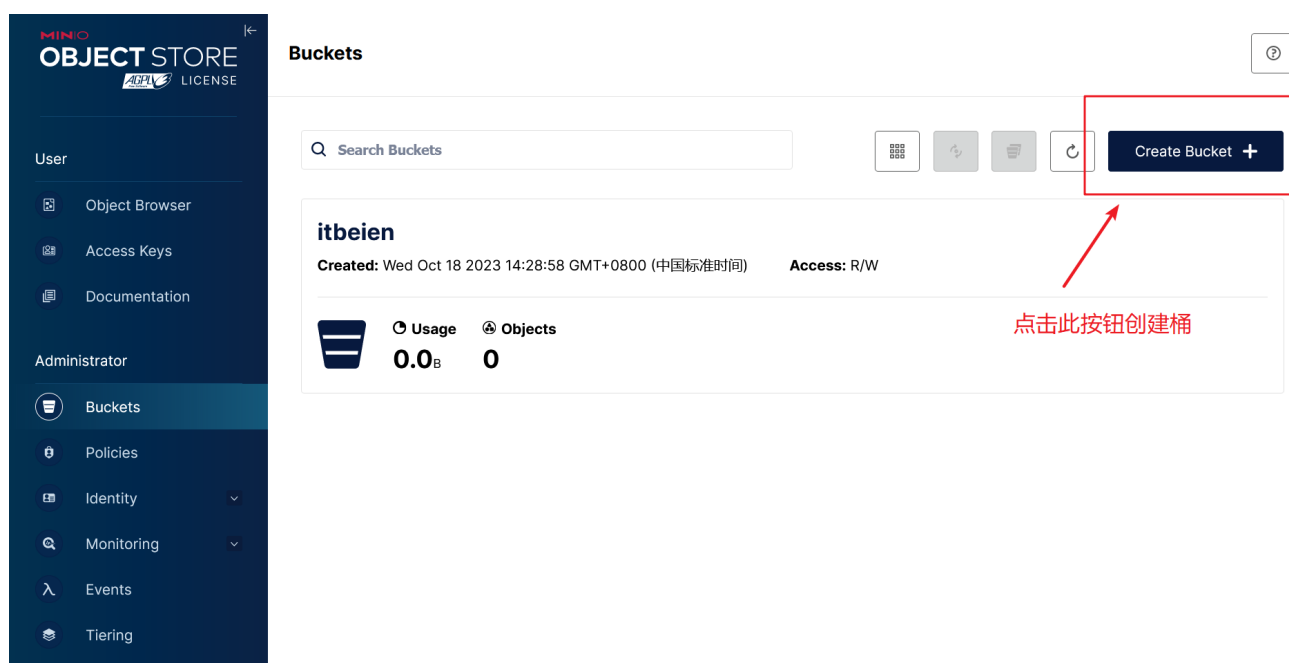 MINIO
OBJECT STORE
AGPLV3 LICENSE
User
Object Browser
Access Keys
Documentation
Administrator
Buckets
Policies
Identity
Monitoring
Events
Tiering
Buckets
Search Buckets
Create Bucket
itbeien
Created: Wed Oct 18 2023 14:28:58 GMT+0800 (中国标准时间) Access: R/W
Usage Objects
0.0B 0
点击此按钮创建桶